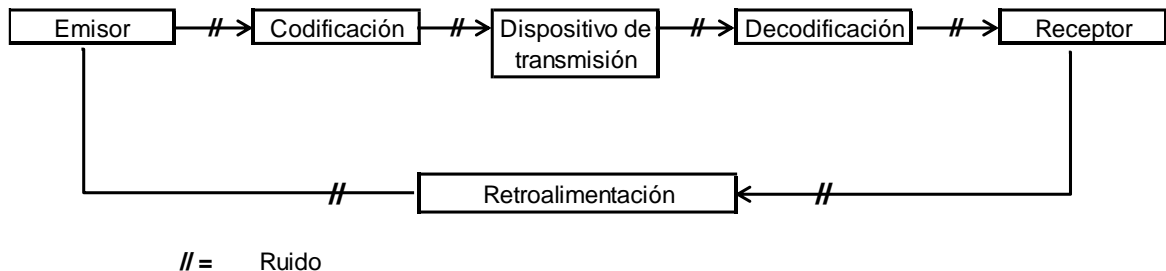 Emisor
Codificación
Dispositivo de
transmisión
Decodificación
Receptor
Retroalimentación
// = Ruido